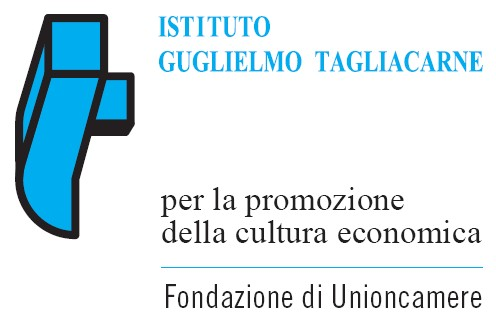 ISTITUTO
GUGLIELMO TAGLIACARNE
per la promozione
della cultura economica
Fondazione di Unioncamere